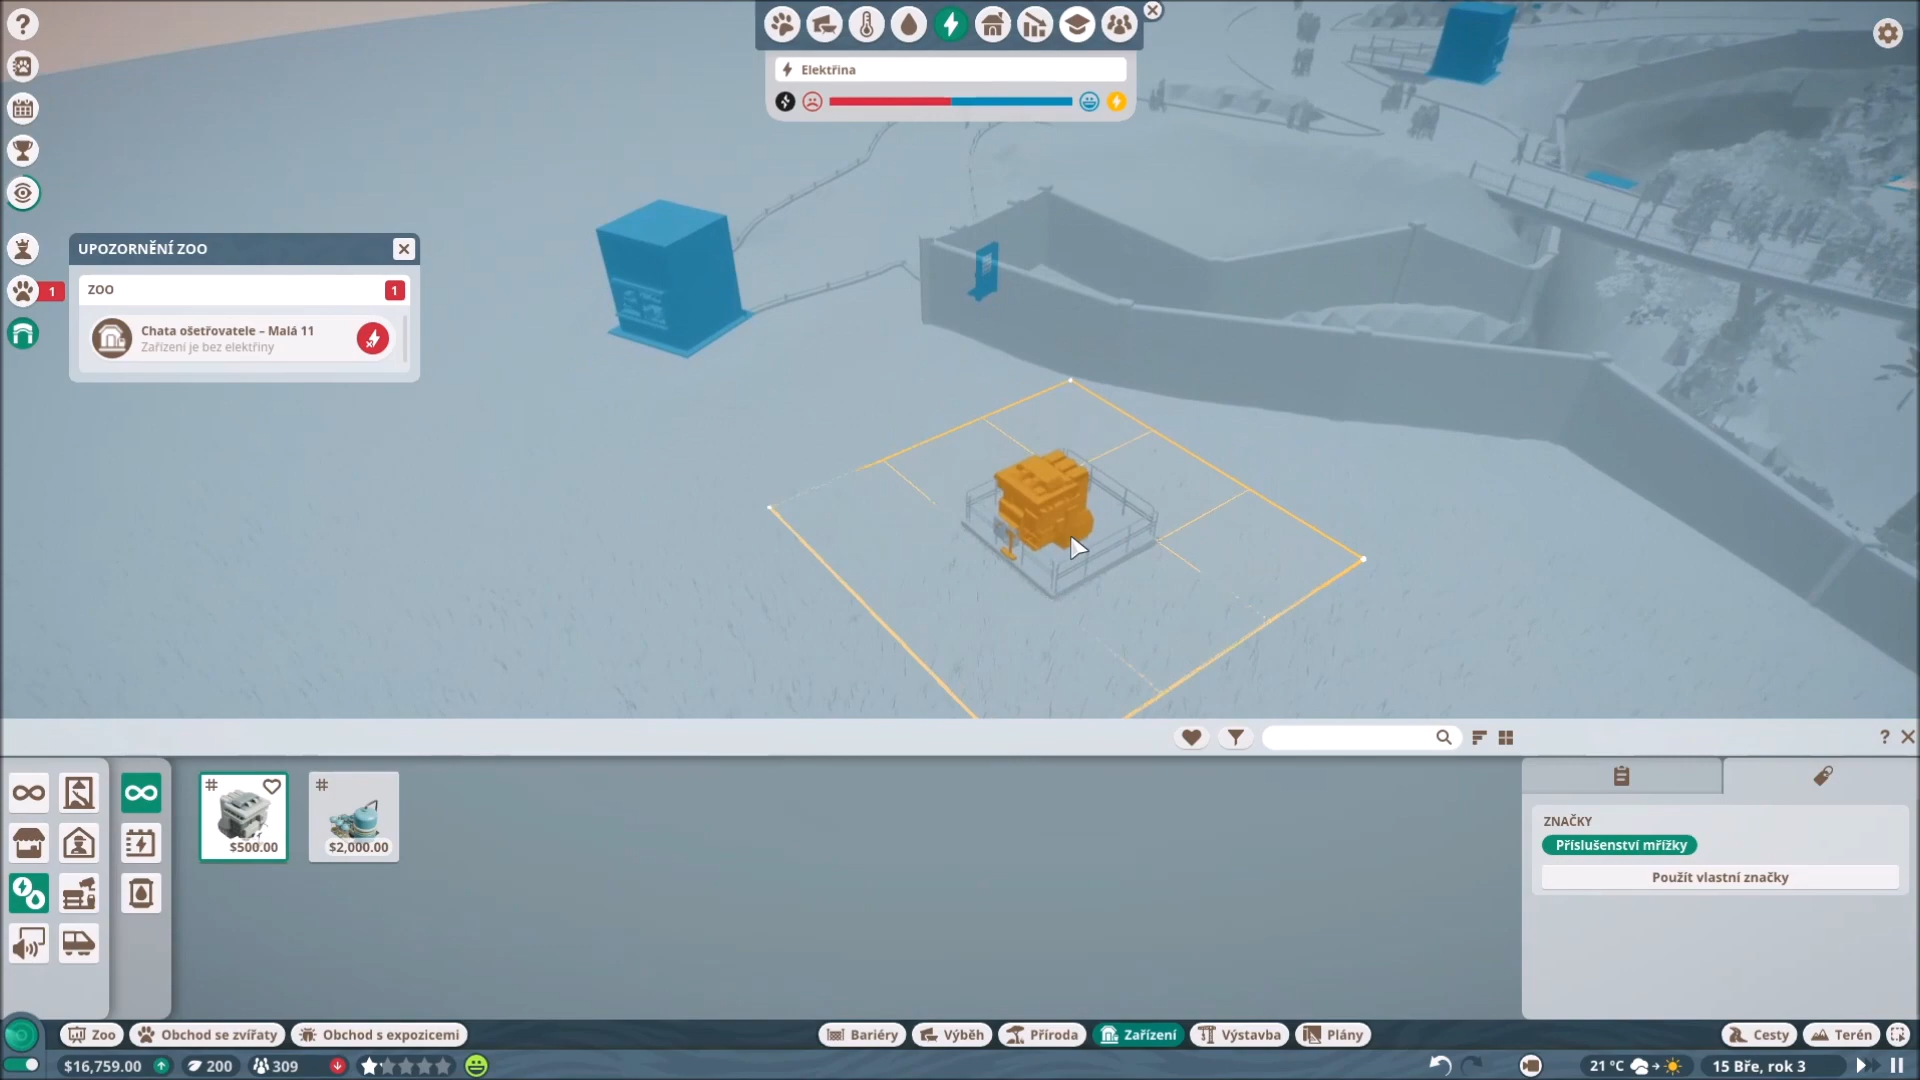 Elektřina
UPOZORNĚNÍ ZOO
1
ZOO
1
Chata ošetřovatele – Malá 11
Zařízení je bez elektřiny
?
#
$500.00
#
$2,000.00
ZNAČKY
Příslušenství mřížky
Použít vlastní značky
Zoo
Obchod se zvířaty
Obchod s expozicemi
Bariéry
Výběh
Příroda
Zařízení
Výstavba
Plány
Cesty
Terén
$16,759.00
200
309
21 °C
15 Bře, rok 3